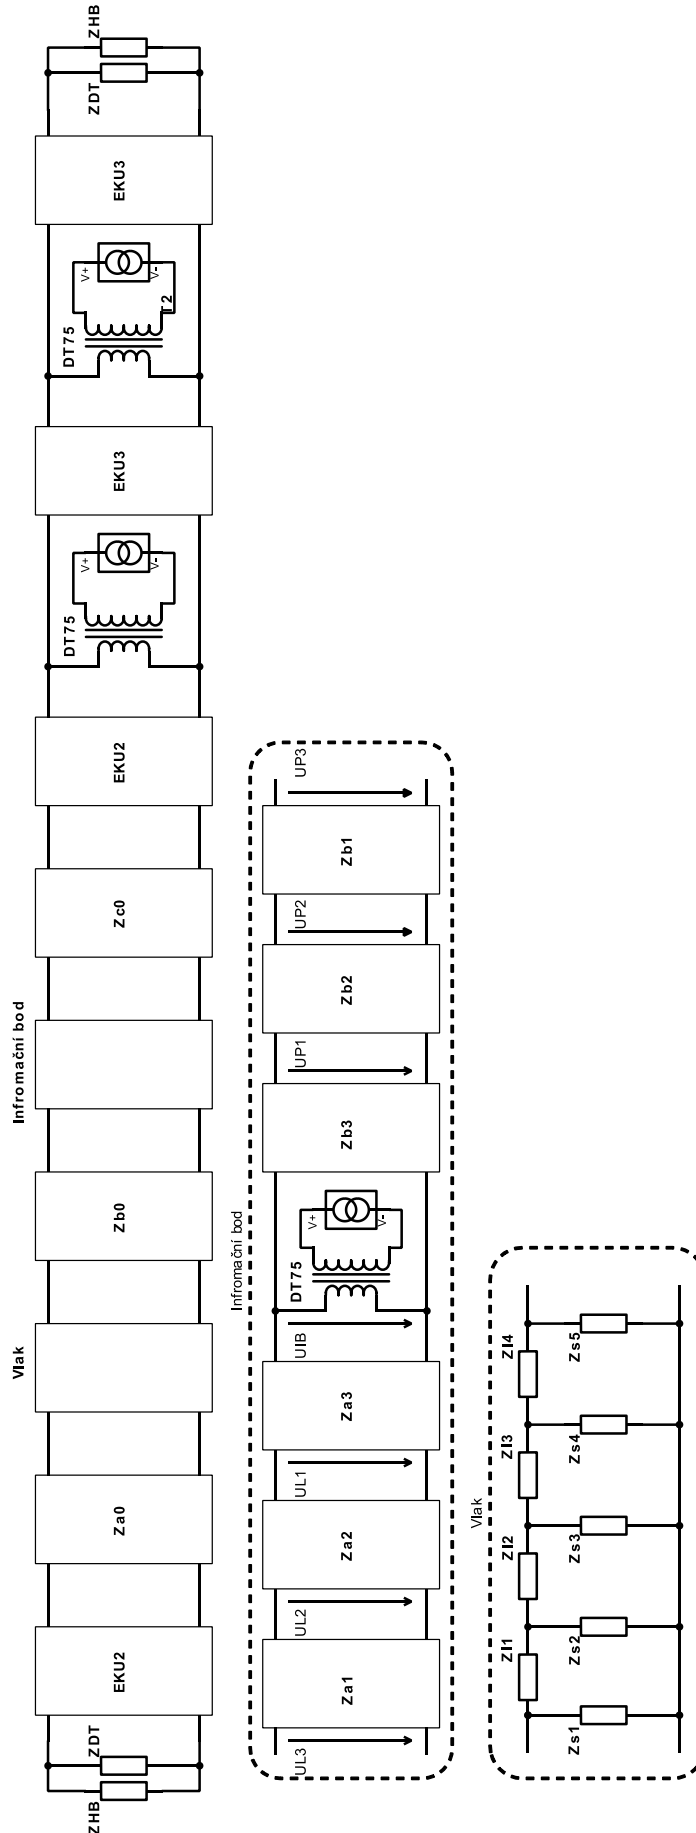 ZHB
ZDT
EKU2
Za0
Vlak
Zb0
Infromační bod
Zc0
EKU2
DT75
V+
V-
EKU3
DT75
V+
V-
T2
EKU3
ZDT
ZHB
Infromační bod
UL3
Za1
UL2
Za2
UL1
Za3
UIB
DT75
V+
V-
Zb3
UP1
Zb2
UP2
Zb1
UP3
Vlak
Zl1
Zl2
Zl3
Zl4
Zs1
Zs2
Zs3
Zs4
Zs5